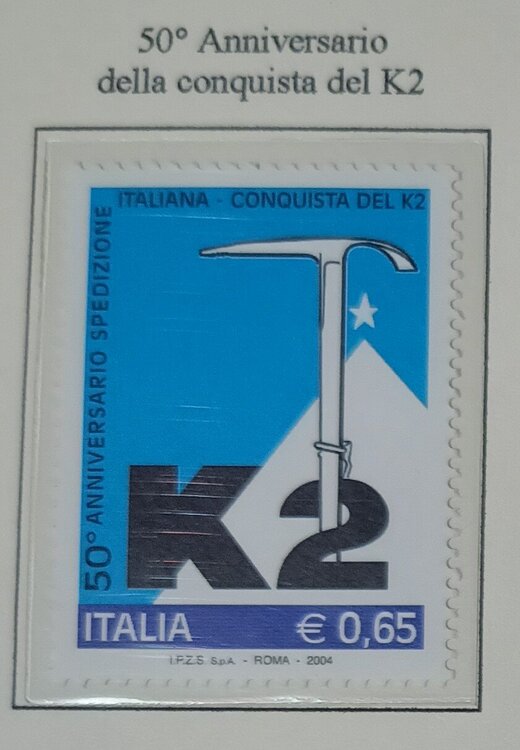 50° Anniversario
della conquista del K2
50° ANNIVERSARIO SPEDIZIONE
ITALIANA - CONQUISTA DEL K2
K2
ITALIA € 0,65
I.P.Z.S. S.p.A. - ROMA - 2004